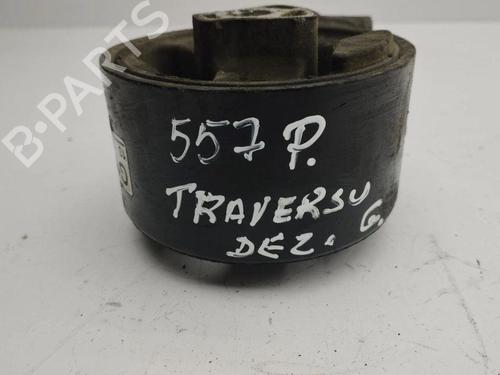 B-PARTS
557 P.
TRAVERSU
DEZ. G.